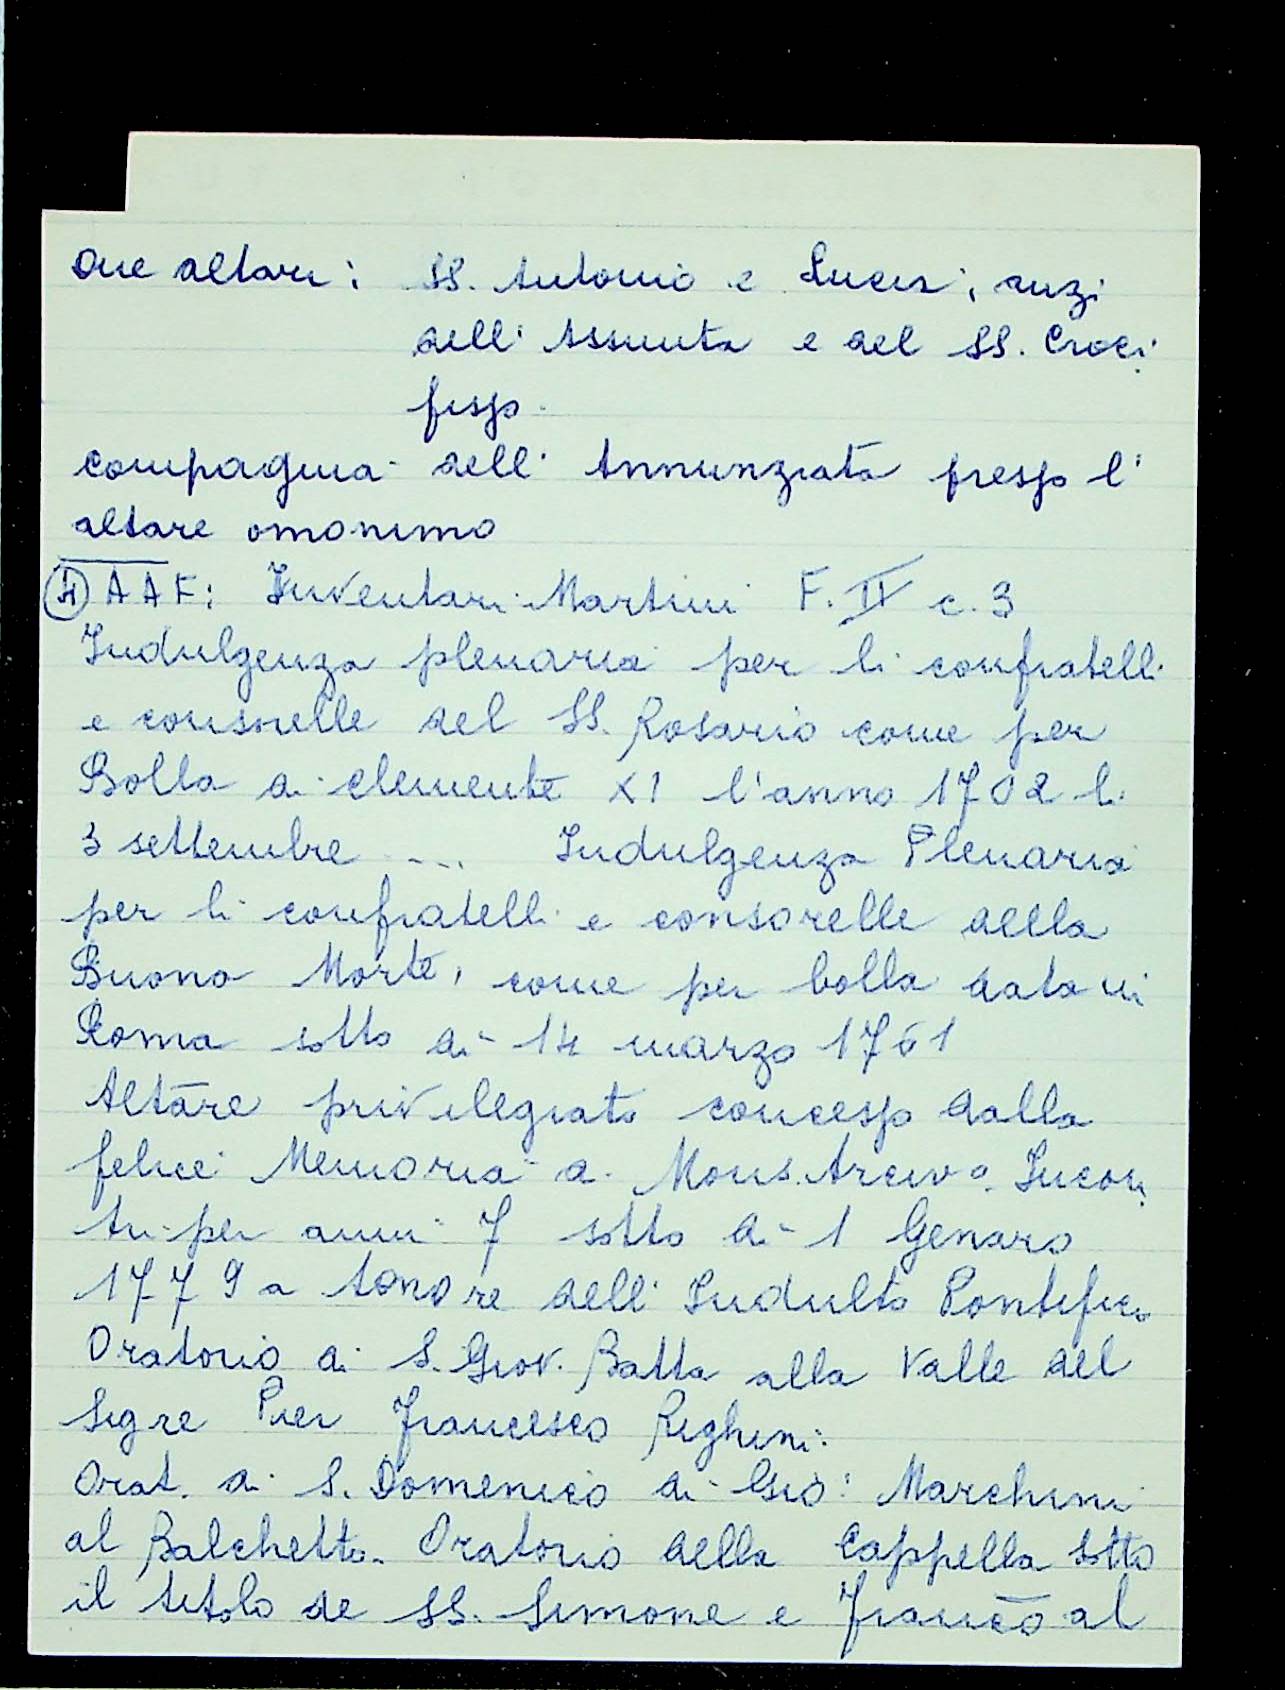 due altari: SS. Antonio e Lucia, anzi
dell'Assunta e del SS. Croci
fisso.
compagnia dell'Annunziata presso l'
altare omonimo
④ A A F: Inventari Martini F. IV c. 3
Indulgenza plenaria per li confratelli
e consorelle del SS. Rosario come per
Bolla di Clemente XI l'anno 1702 li
3 settembre .... Indulgenza Plenaria
per li confratelli e consorelle della
Buona Morte, come per bolla data in
Roma sotto di 14 marzo 1761
Altare privilegiato concesso dalla
felice Memoria di Mons. Arcivo. Incon
tri per anni 7 sotto di 1 Genaro
1779 a tenore dell'Indulto Pontificio
Oratorio di S. Giov. Batta alla Valle del
Sigre Pier Francesco Righini.
Orat. di S. Domenico di Gio: Marchini
al Balchetto. Oratorio della Cappella sotto
il titolo de SS. Simone e Franco al